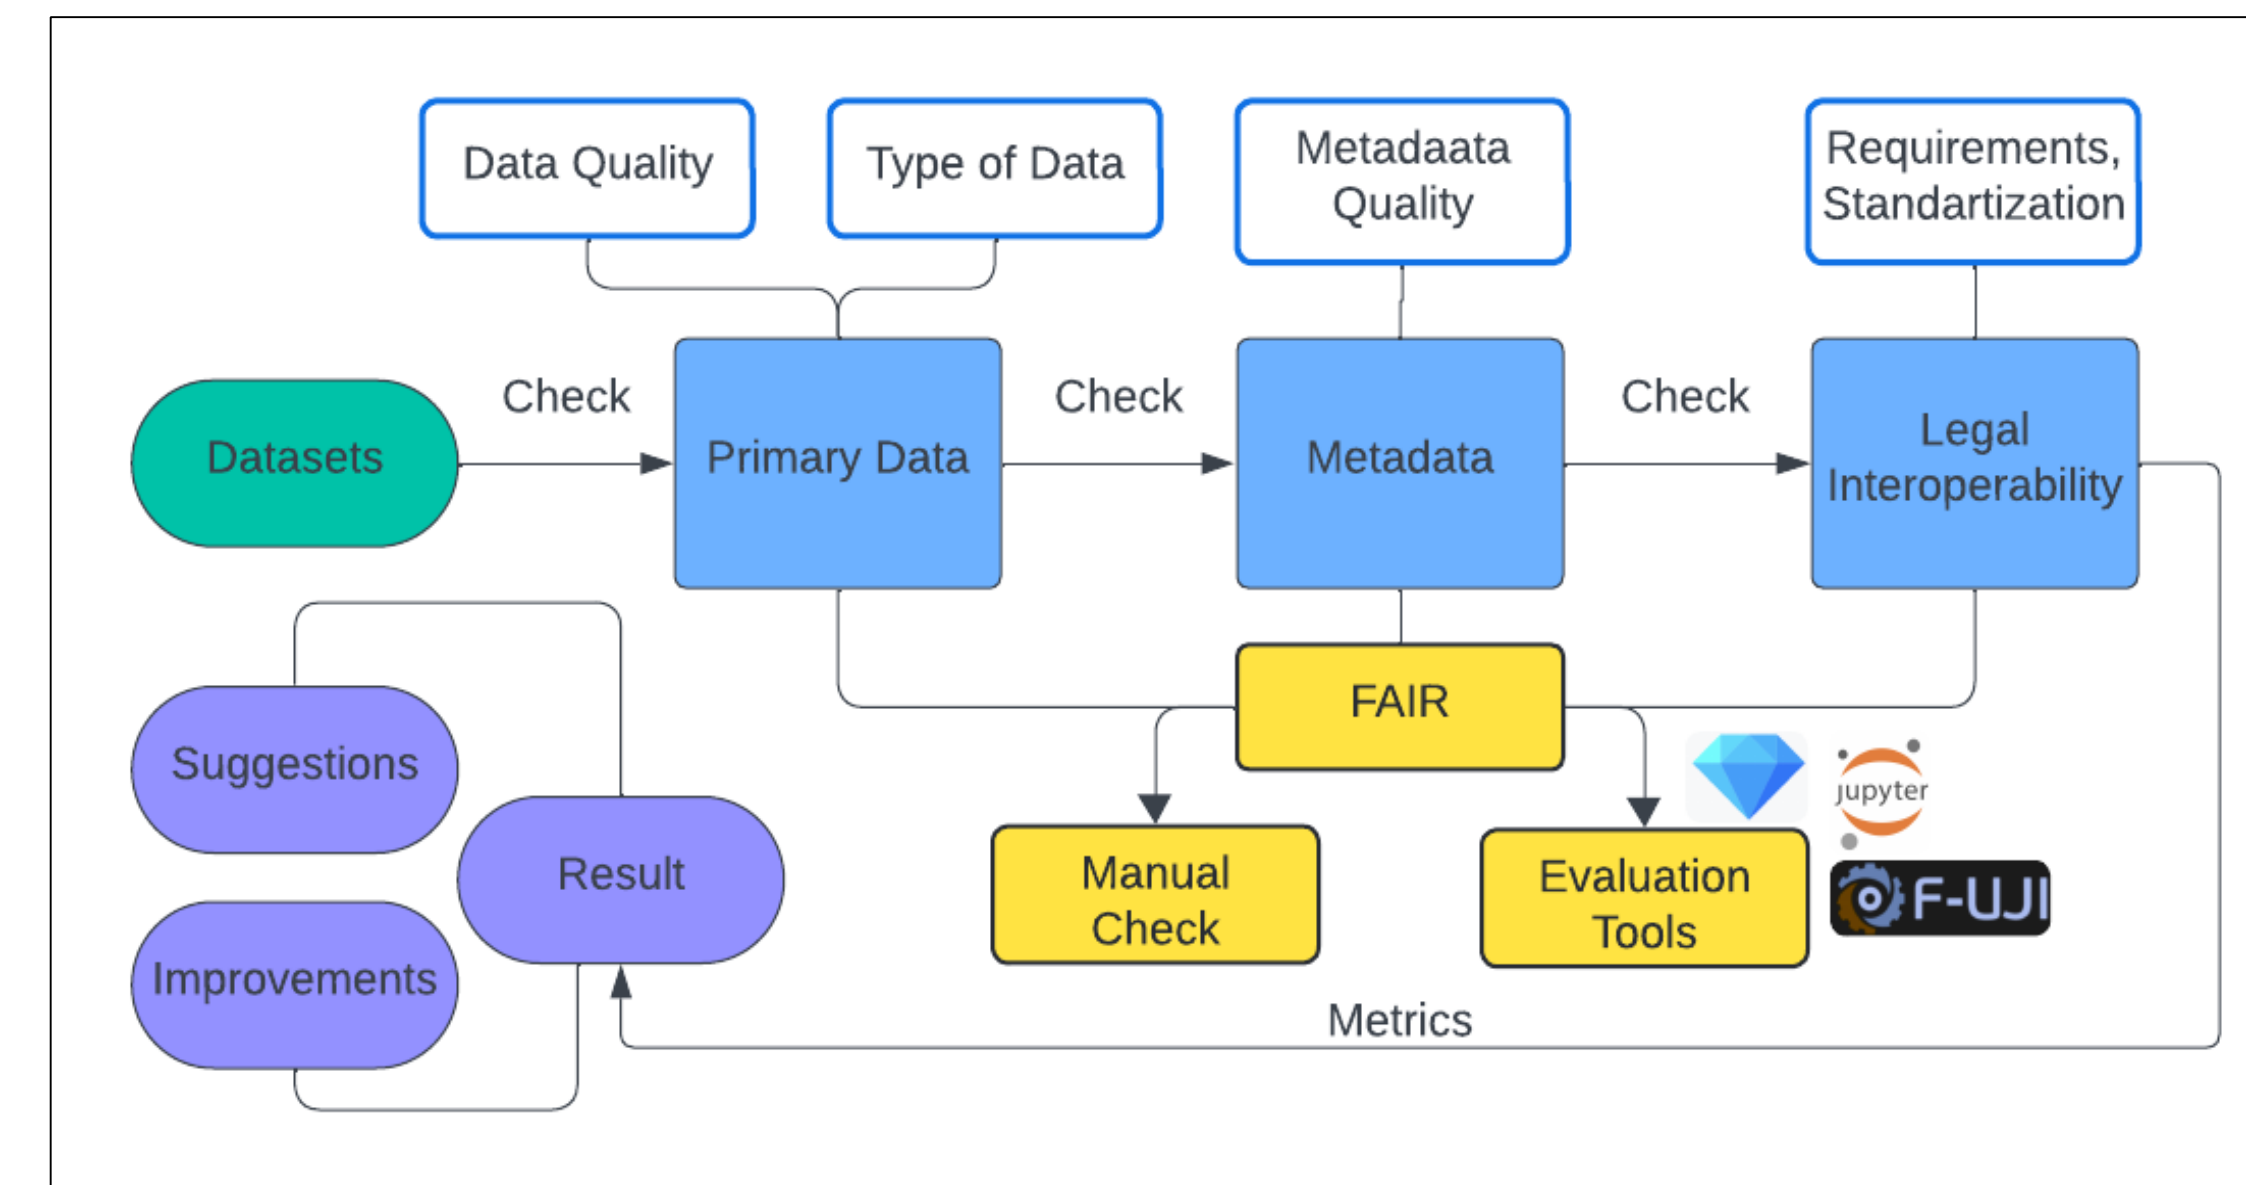 Data Quality
Type of Data
Metadaata
Quality
Requirements,
Standartization
Check
Check
Check
Datasets
Primary Data
Metadata
Legal
Interoperability
FAIR
Suggestions
jupyter
Result
Manual
Check
Evaluation
Tools
F-UJI
Improvements
Metrics